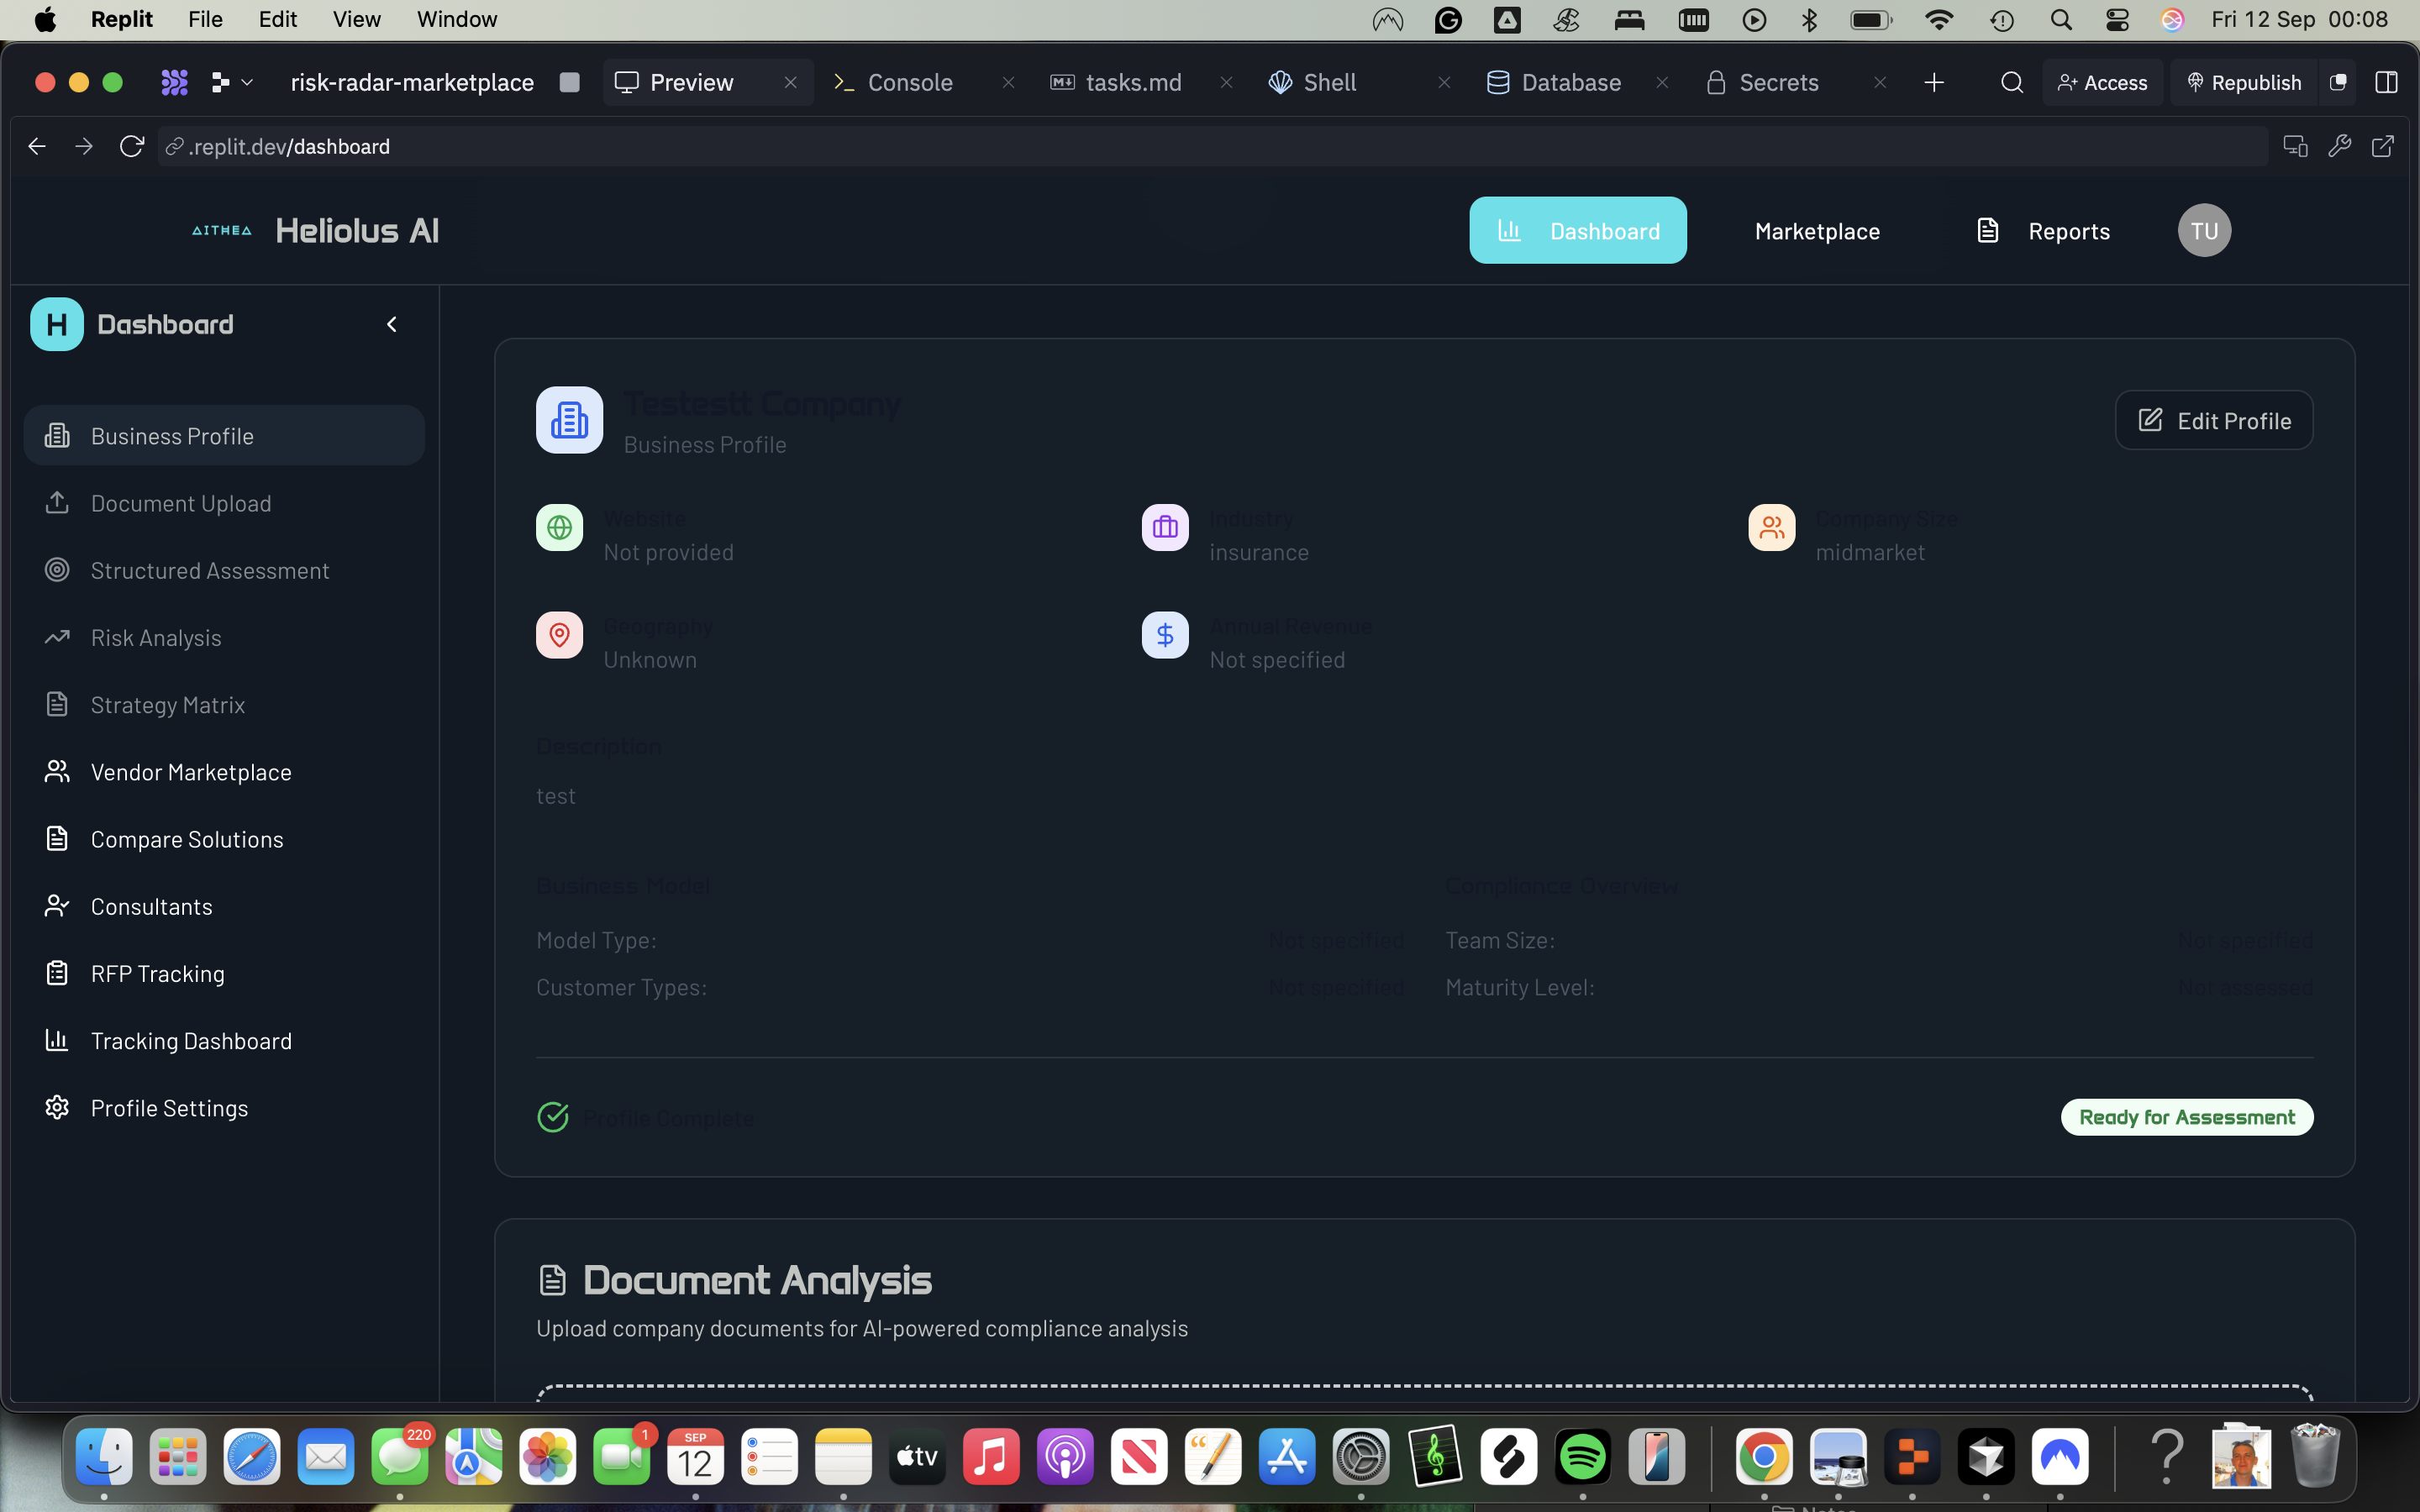 Replit File Edit View Window Fri 12 Sep 00:08
risk-radar-marketplace Preview Console tasks.md Shell Database Secrets Access Republish
.replit.dev/dashboard
AITHEA Heliolus AI Dashboard Marketplace Reports TU
H Dashboard
Business Profile
Document Upload
Structured Assessment
Risk Analysis
Strategy Matrix
Vendor Marketplace
Compare Solutions
Consultants
RFP Tracking
Tracking Dashboard
Profile Settings
Testestt Company
Business Profile
Edit Profile
Website
Not provided
Industry
insurance
Company Size
midmarket
Geography
Unknown
Annual Revenue
Not specified
Description
test
Business Model
Model Type: Not specified
Customer Types: Not specified
Compliance Overview
Team Size: Not specified
Maturity Level: Not assessed
Profile Complete
Ready for Assessment
Document Analysis
Upload company documents for AI-powered compliance analysis
220
1
SEP
12
tv